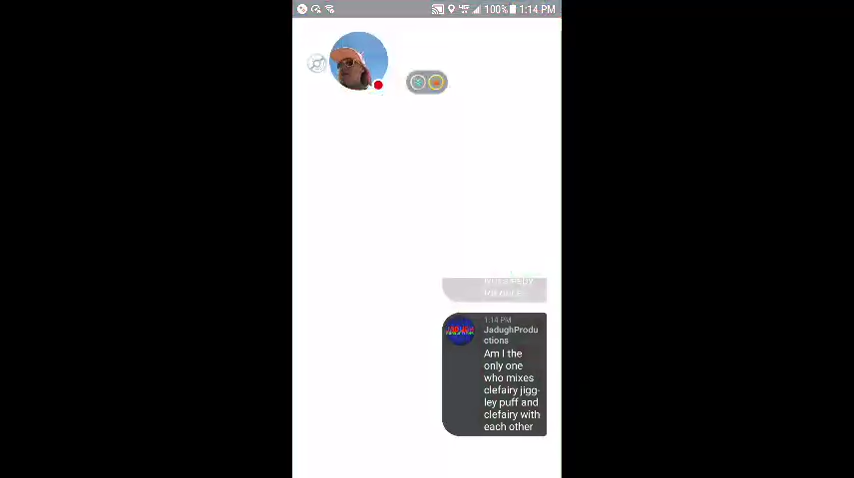 100% 1:14 PM
1:14 PM
JadughProdu
ctions
Am I the
only one
who mixes
clefairy jigg-
ley puff and
clefairy with
each other